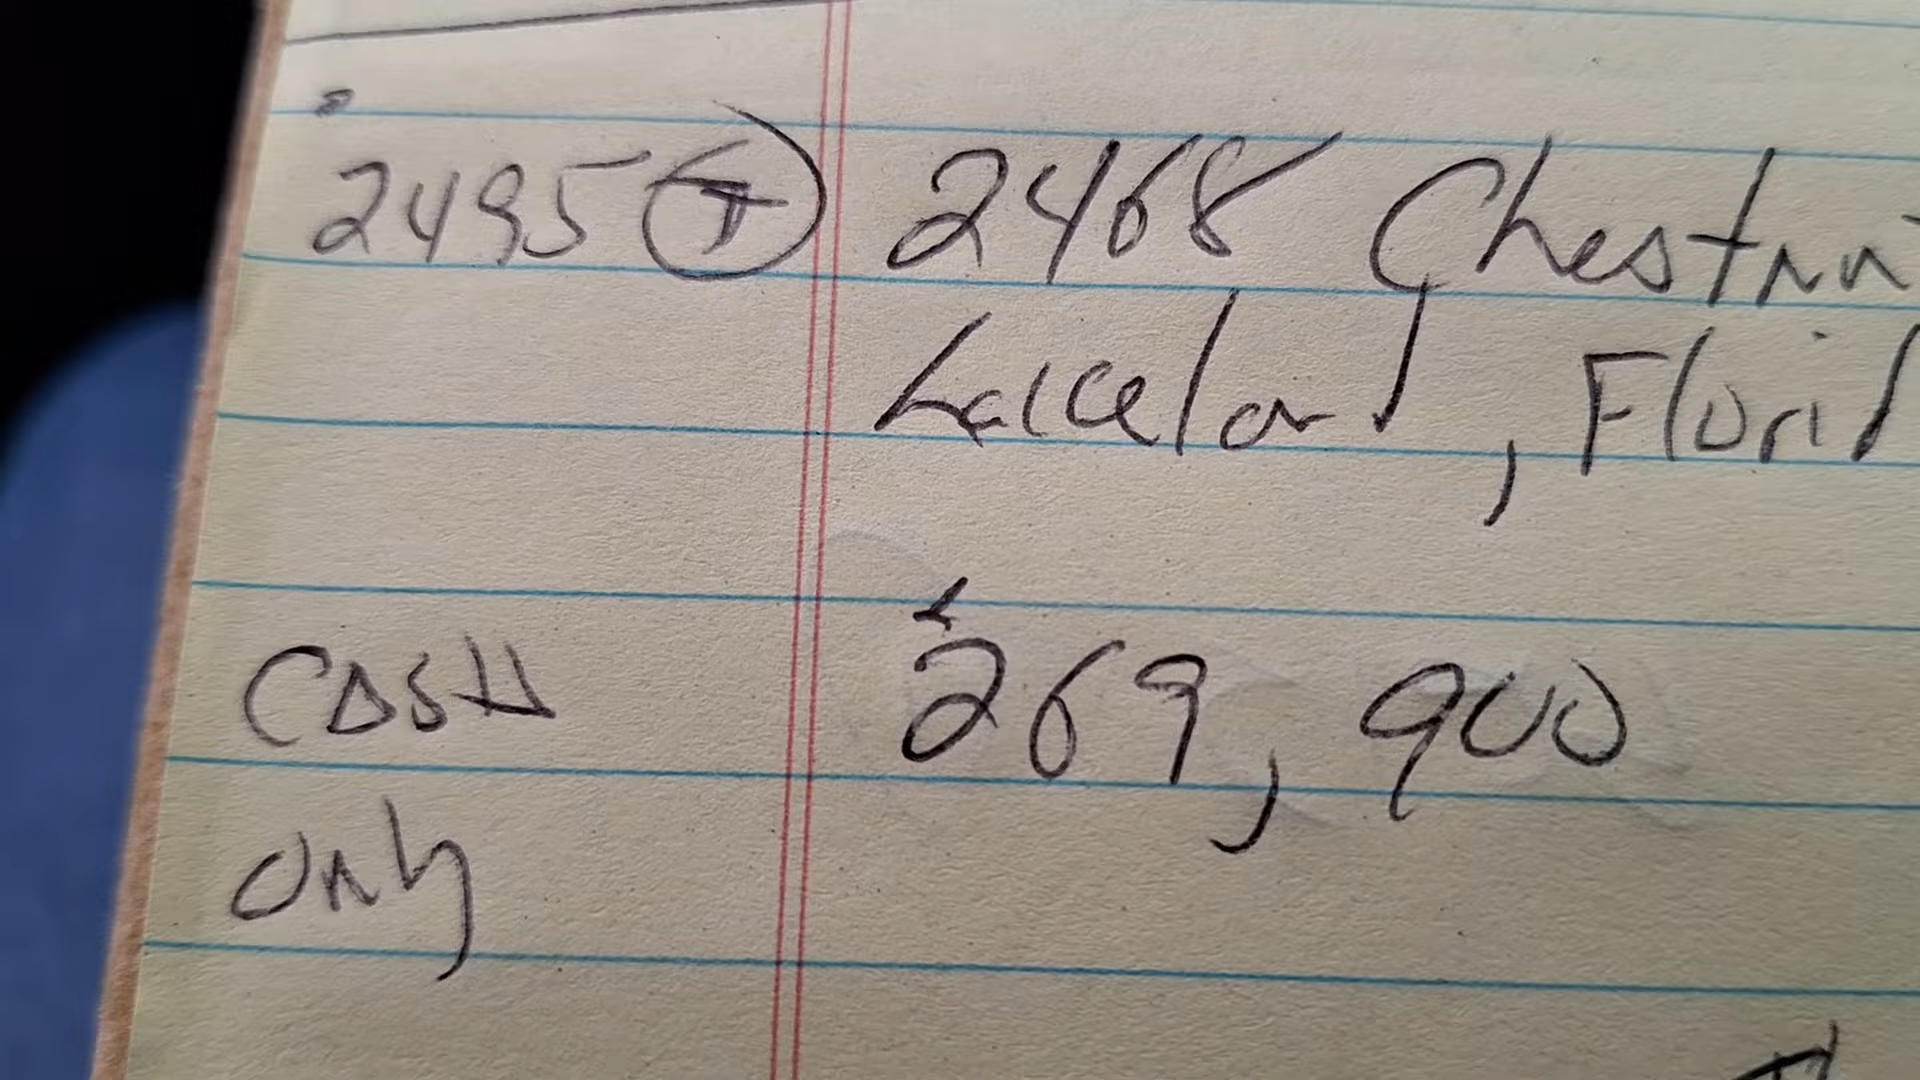 2495 T 2468 Chestnu
Lakeland, Florid
CASH 269,900
only